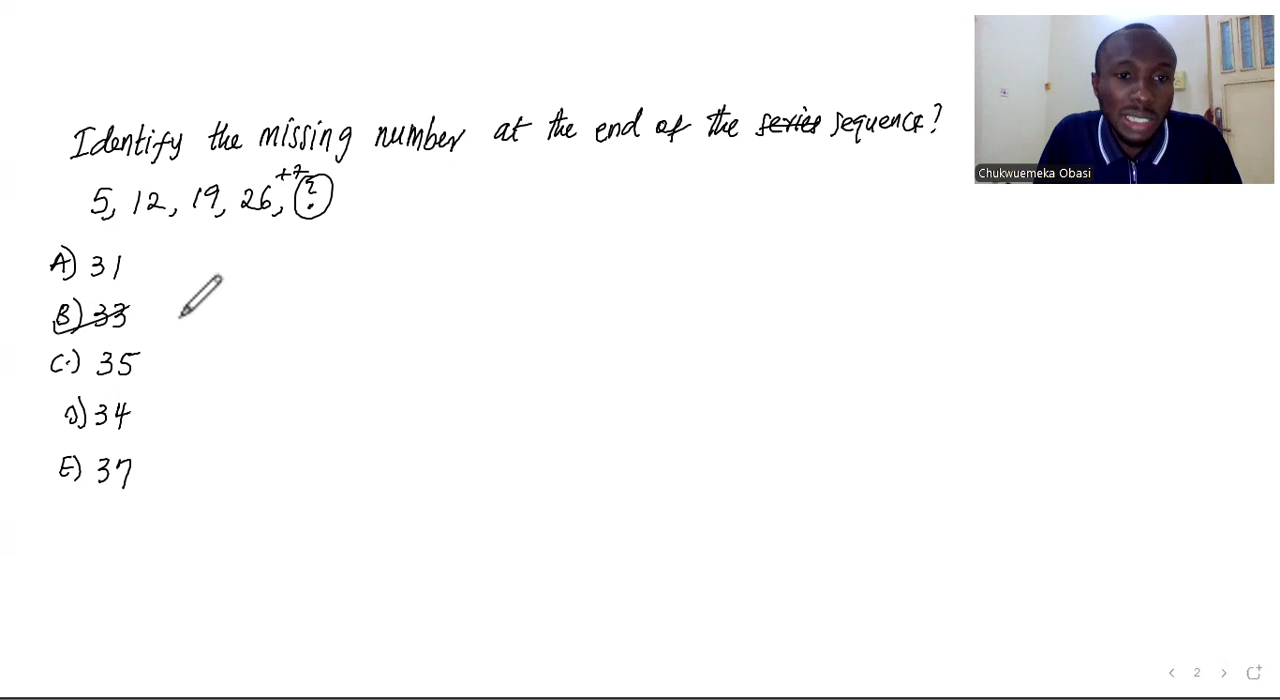 Identify the missing number at the end of the series sequence?
+7
5, 12, 19, 26, ?
A) 31
B) 33
C.) 35
D) 34
E) 37
Chukwuemeka Obasi
2